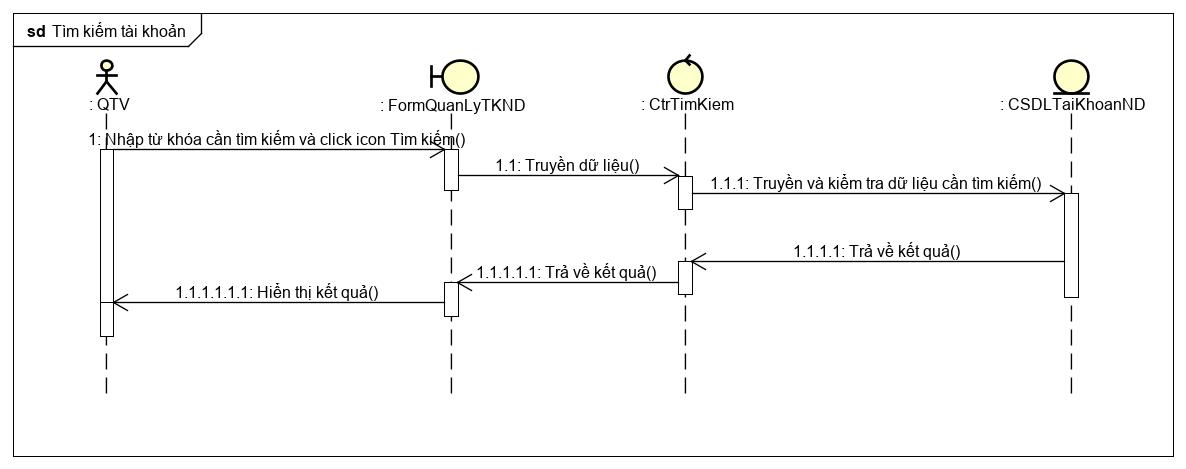 sd Tìm kiếm tài khoản
: QTV
: FormQuanLyTKND
: CtrTimKiem
: CSDLTaiKhoanND
1: Nhập từ khóa cần tìm kiếm và click icon Tìm kiếm()
1.1: Truyền dữ liệu()
1.1.1: Truyền và kiểm tra dữ liệu cần tìm kiếm()
1.1.1.1: Trả về kết quả()
1.1.1.1.1: Trả về kết quả()
1.1.1.1.1.1: Hiển thị kết quả()